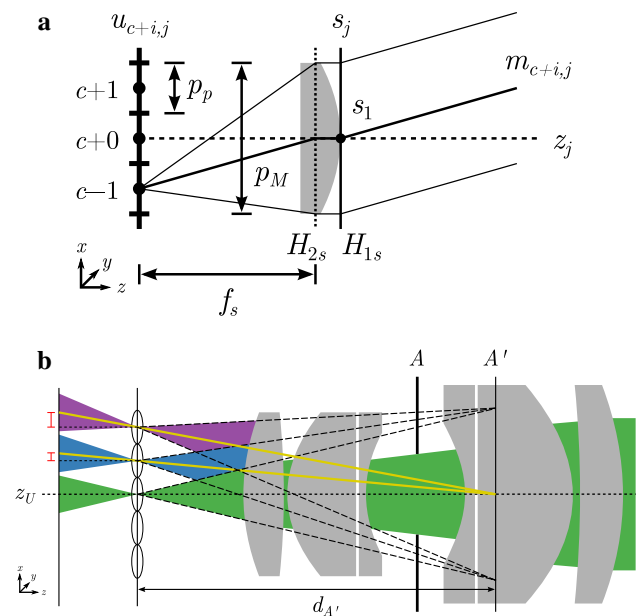 a
u_{c+i,j}
s_j
m_{c+i,j}
c+1
p_p
s_1
c+0
z_j
c−1
p_M
H_{2s}
H_{1s}
x
y
z
f_s
b
A
A′
z_U
x
y
z
d_{A′}